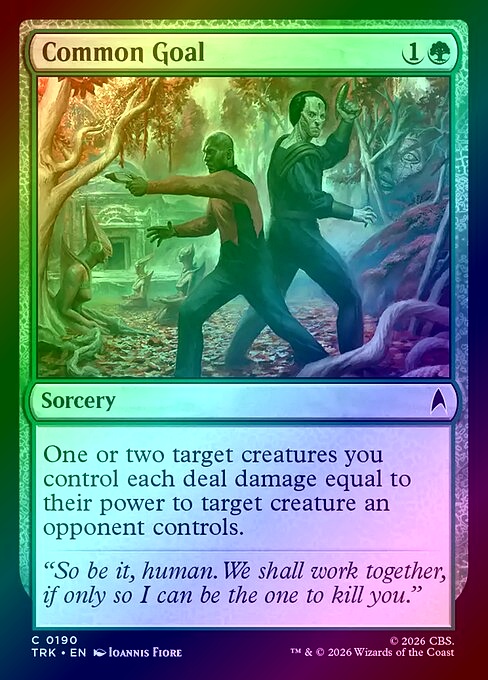 Common Goal 1
Sorcery
One or two target creatures you
control each deal damage equal to
their power to target creature an
opponent controls.
“So be it, human. We shall work together,
if only so I can be the one to kill you.”
C 0190
TRK • EN Ioannis Fiore
© 2026 CBS.
™ & © 2026 Wizards of the Coast